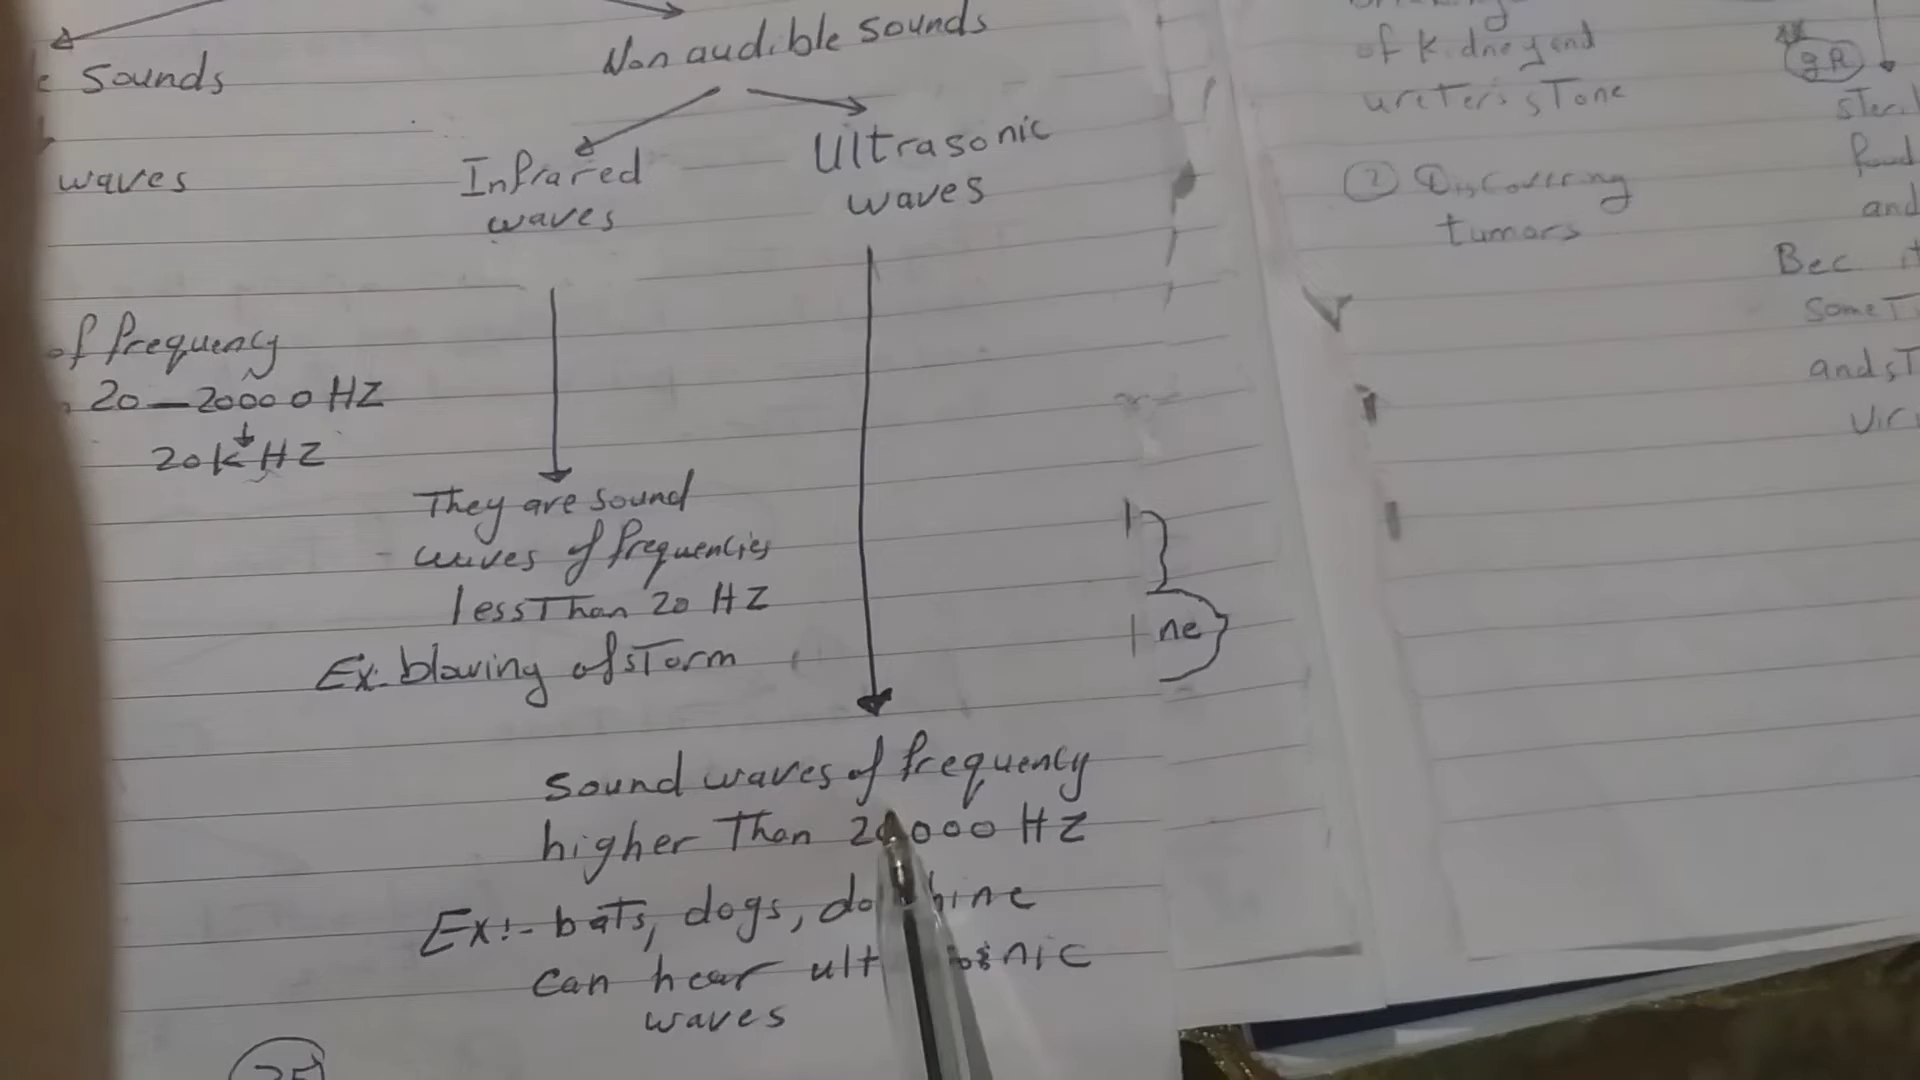 Non audible sounds
sounds
waves
Infrared
waves
Ultrasonic
waves
of frequency
20 - 20000 HZ
20 K HZ
They are sound
waves of frequencies
less Than 20 HZ
Ex:- blowing of sTorm
sound waves of frequency
higher Than 20000 HZ
Ex:- bats, dogs,
can hear
waves
ne
of kidney and
ureters sTone
② Discovering
tumors
gR
and
Bec